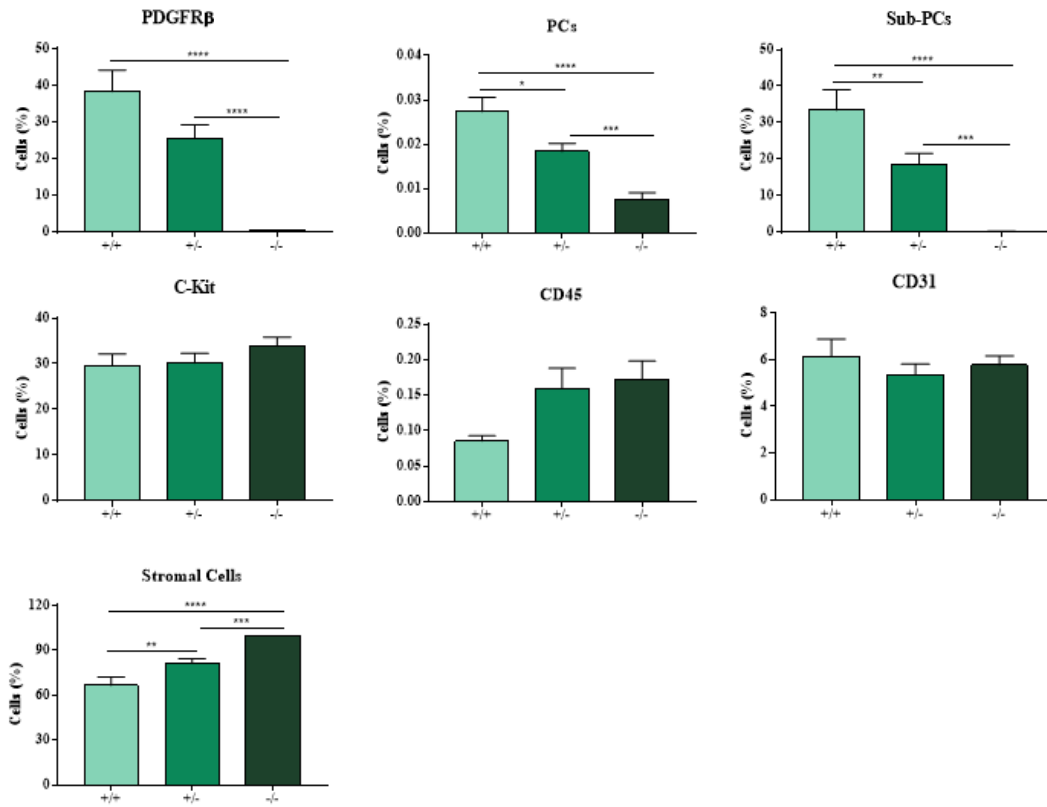 PDGFRβ
Cells (%)
50
40
30
20
10
0
****
****
+/+ +/- -/-
PCs
Cells (%)
0.04
0.03
0.02
0.01
0.00
****
*
***
+/+ +/- -/-
Sub-PCs
Cells (%)
50
40
30
20
10
0
****
**
***
+/+ +/- -/-
C-Kit
Cells (%)
40
30
20
10
0
+/+ +/- -/-
CD45
Cells (%)
0.25
0.20
0.15
0.10
0.05
0.00
+/+ +/- -/-
CD31
Cells (%)
8
6
4
2
0
+/+ +/- -/-
Stromal Cells
Cells (%)
120
90
60
30
0
****
***
**
+/+ +/- -/-